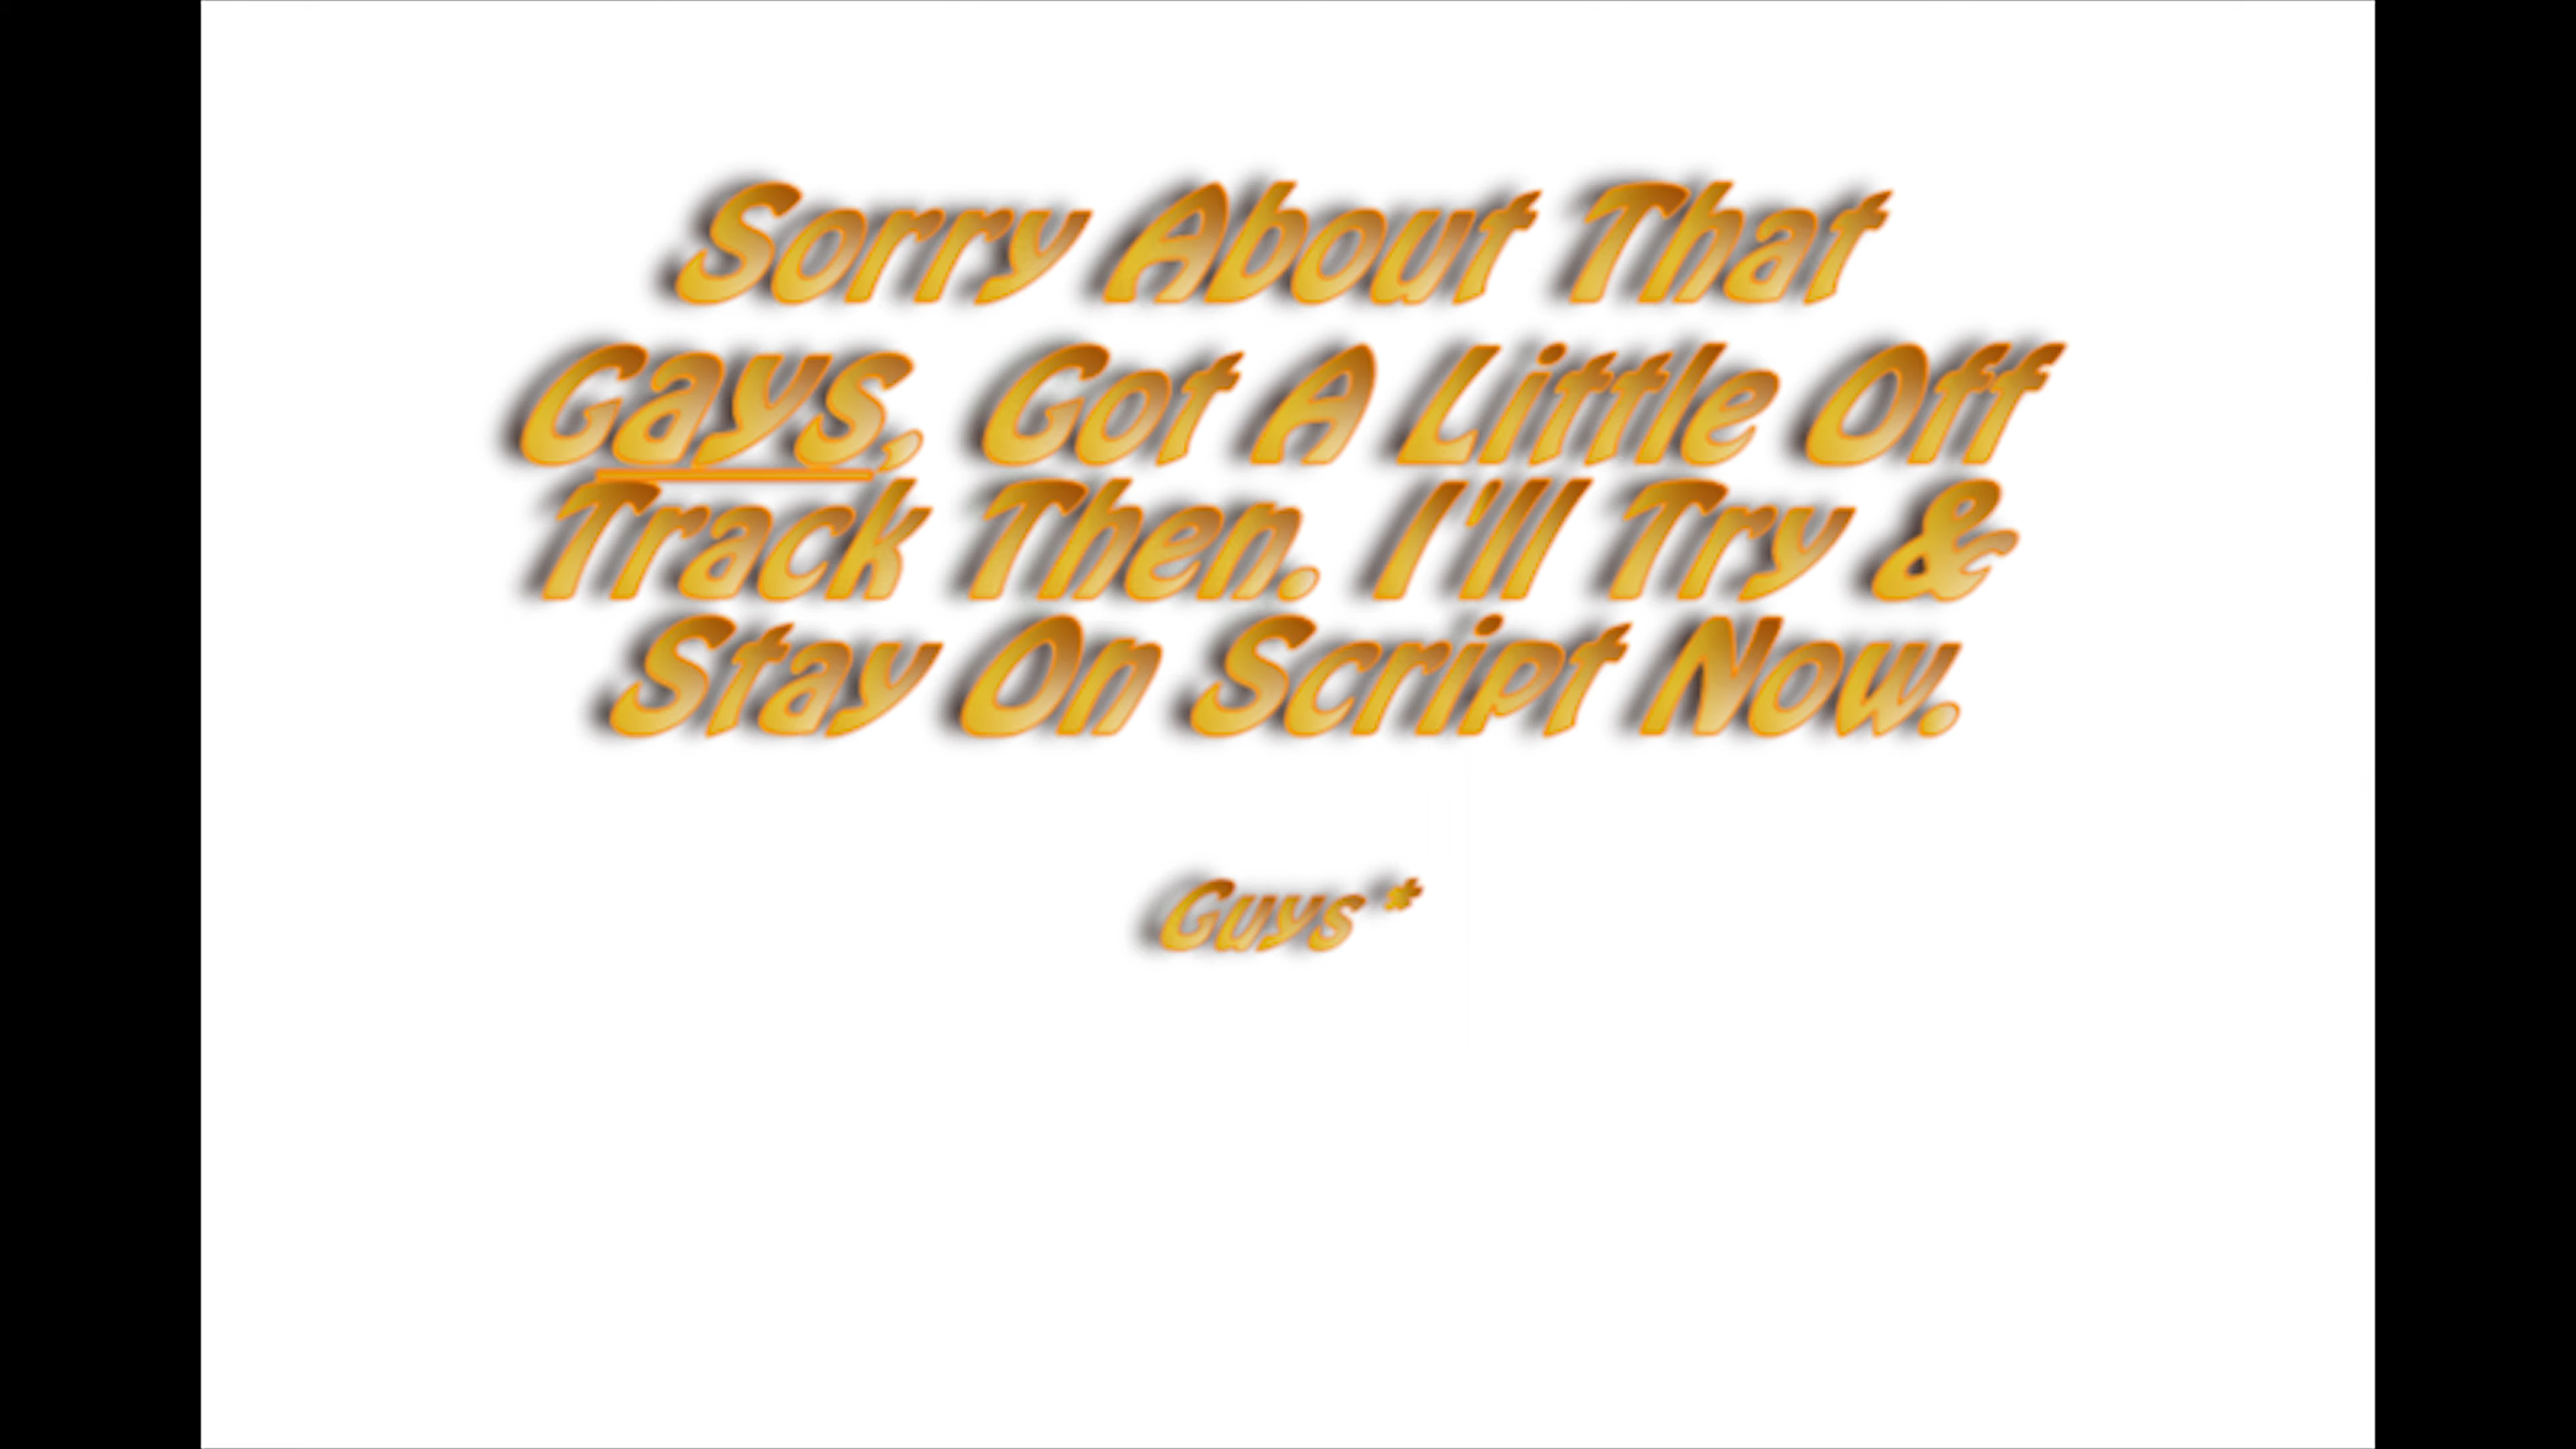 Sorry About That
Gays, Got A Little Off
Track Then. I'll Try &
Stay On Script Now.
Guys*